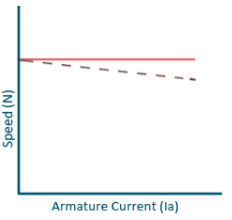 Speed (N)
Armature Current (Ia)